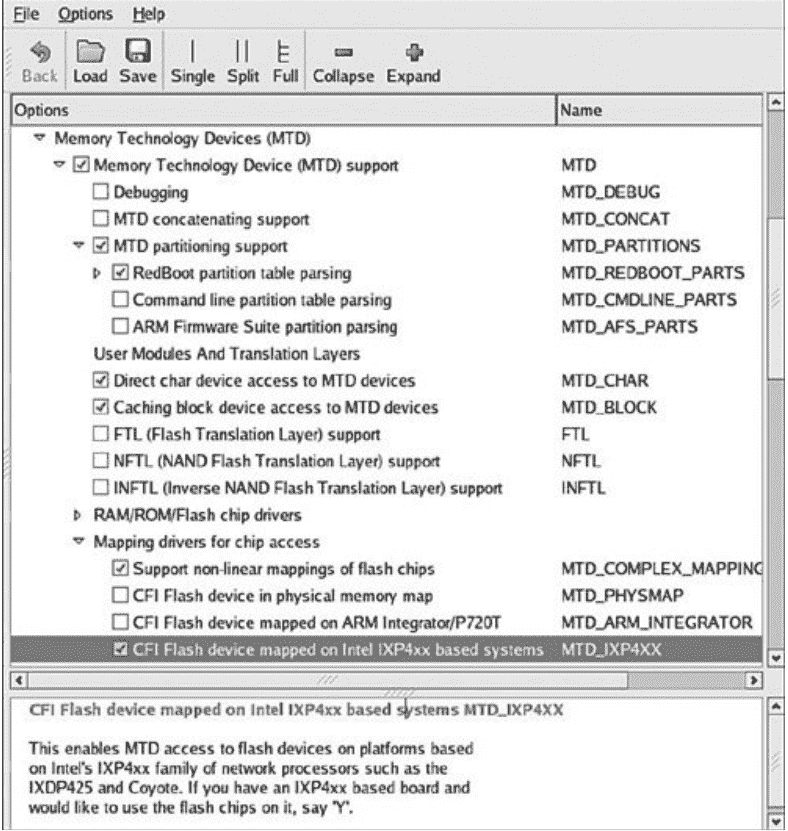 File Options Help
Back Load Save Single Split Full Collapse Expand
Options Name
Memory Technology Devices (MTD)
Memory Technology Device (MTD) support MTD
Debugging MTD_DEBUG
MTD concatenating support MTD_CONCAT
MTD partitioning support MTD_PARTITIONS
RedBoot partition table parsing MTD_REDBOOT_PARTS
Command line partition table parsing MTD_CMDLINE_PARTS
ARM Firmware Suite partition parsing MTD_AFS_PARTS
User Modules And Translation Layers
Direct char device access to MTD devices MTD_CHAR
Caching block device access to MTD devices MTD_BLOCK
FTL (Flash Translation Layer) support FTL
NFTL (NAND Flash Translation Layer) support NFTL
INFTL (Inverse NAND Flash Translation Layer) support INFTL
RAM/ROM/Flash chip drivers
Mapping drivers for chip access
Support non-linear mappings of flash chips MTD_COMPLEX_MAPPING
CFI Flash device in physical memory map MTD_PHYSMAP
CFI Flash device mapped on ARM Integrator/P720T MTD_ARM_INTEGRATOR
CFI Flash device mapped on Intel IXP4xx based systems MTD_IXP4XX
CFI Flash device mapped on Intel IXP4xx based systems MTD_IXP4XX
This enables MTD access to flash devices on platforms based
on Intel's IXP4xx family of network processors such as the
IXDP425 and Coyote. If you have an IXP4xx based board and
would like to use the flash chips on it, say 'Y'.